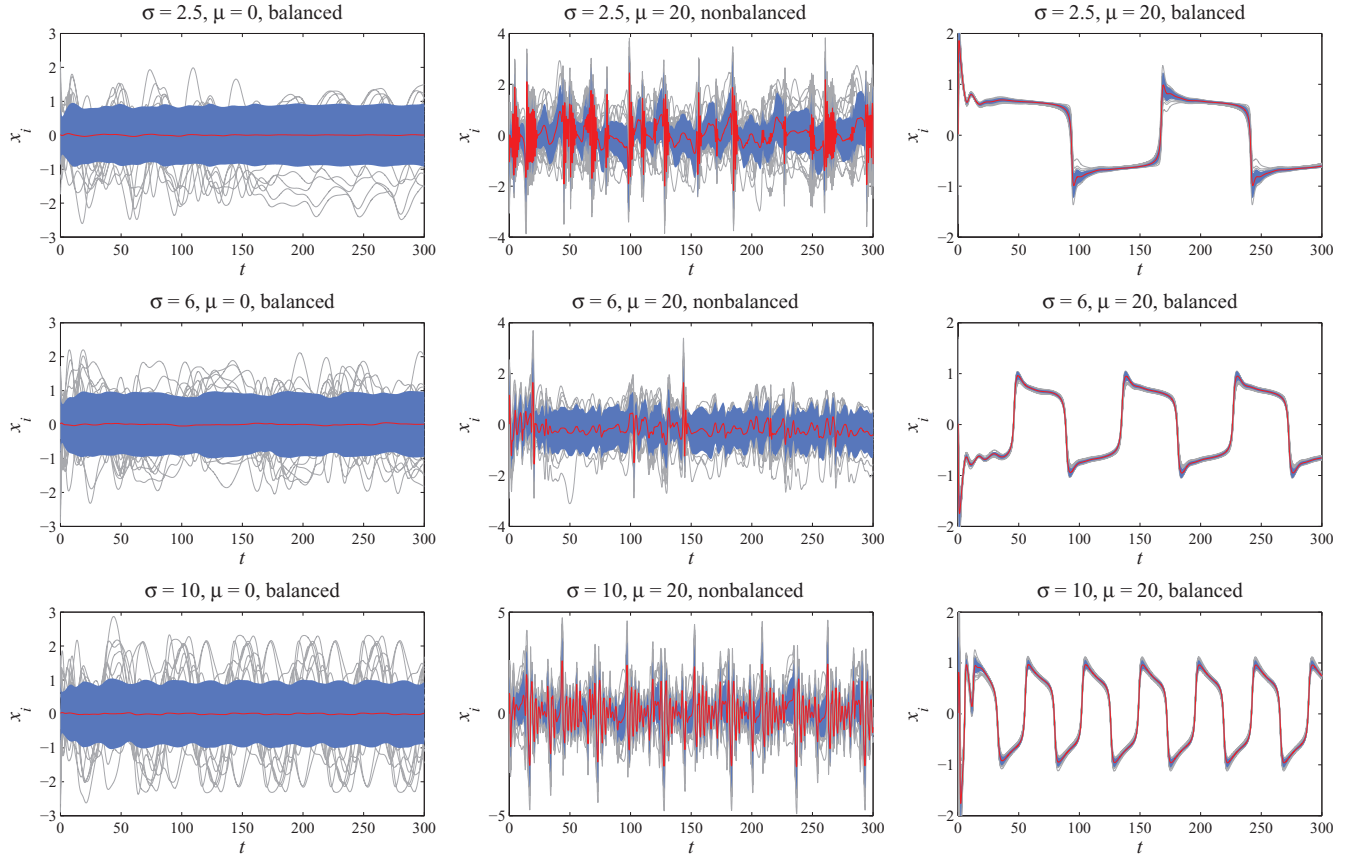 σ = 2.5, μ = 0, balanced
3
2
1
0
−1
−2
−3
x_i
0 50 100 150 200 250 300
t
σ = 2.5, μ = 20, nonbalanced
4
2
0
−2
−4
x_i
0 50 100 150 200 250 300
t
σ = 2.5, μ = 20, balanced
2
1
0
−1
−2
x_i
0 50 100 150 200 250 300
t
σ = 6, μ = 0, balanced
3
2
1
0
−1
−2
−3
x_i
0 50 100 150 200 250 300
t
σ = 6, μ = 20, nonbalanced
4
2
0
−2
−4
x_i
0 50 100 150 200 250 300
t
σ = 6, μ = 20, balanced
2
1
0
−1
−2
x_i
0 50 100 150 200 250 300
t
σ = 10, μ = 0, balanced
3
2
1
0
−1
−2
−3
x_i
0 50 100 150 200 250 300
t
σ = 10, μ = 20, nonbalanced
5
0
−5
x_i
0 50 100 150 200 250 300
t
σ = 10, μ = 20, balanced
2
1
0
−1
−2
x_i
0 50 100 150 200 250 300
t